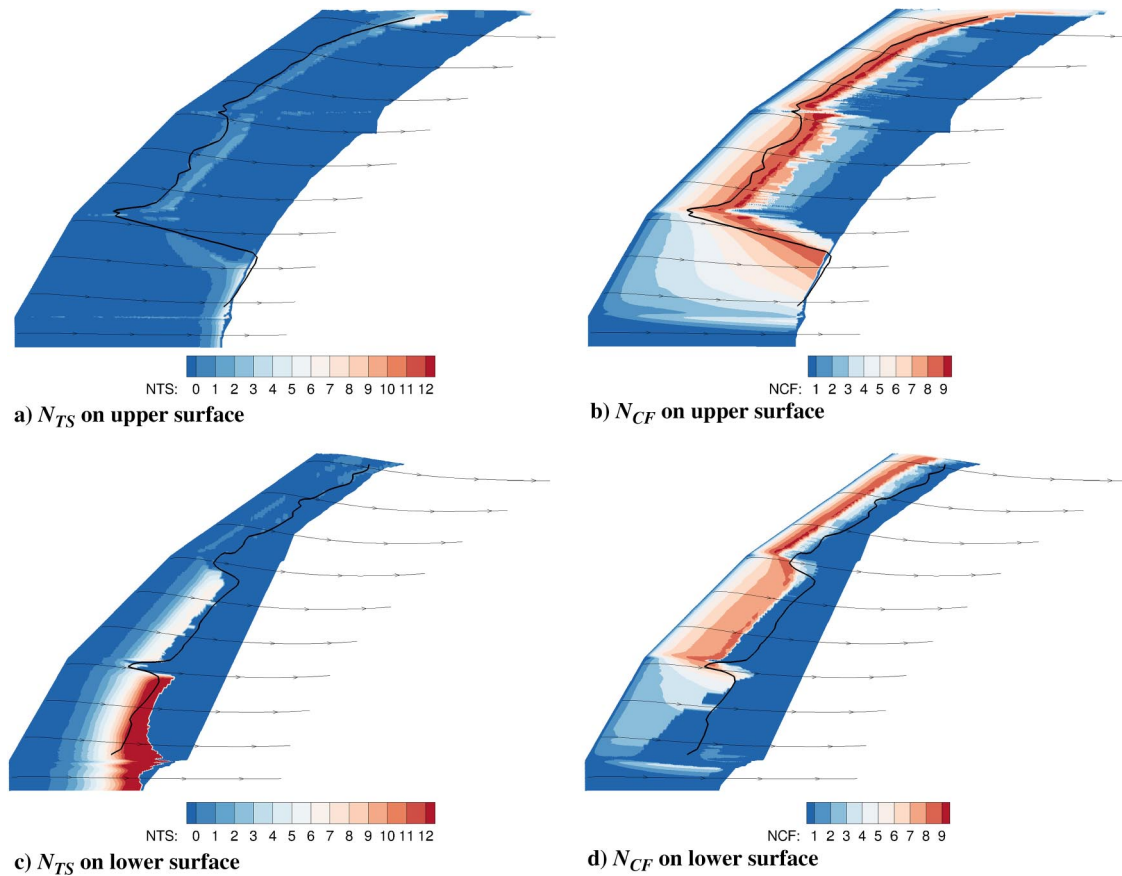 NTS: 0 1 2 3 4 5 6 7 8 9 10 11 12
NCF: 1 2 3 4 5 6 7 8 9
a) N_TS on upper surface
b) N_CF on upper surface
NTS: 0 1 2 3 4 5 6 7 8 9 10 11 12
NCF: 1 2 3 4 5 6 7 8 9
c) N_TS on lower surface
d) N_CF on lower surface